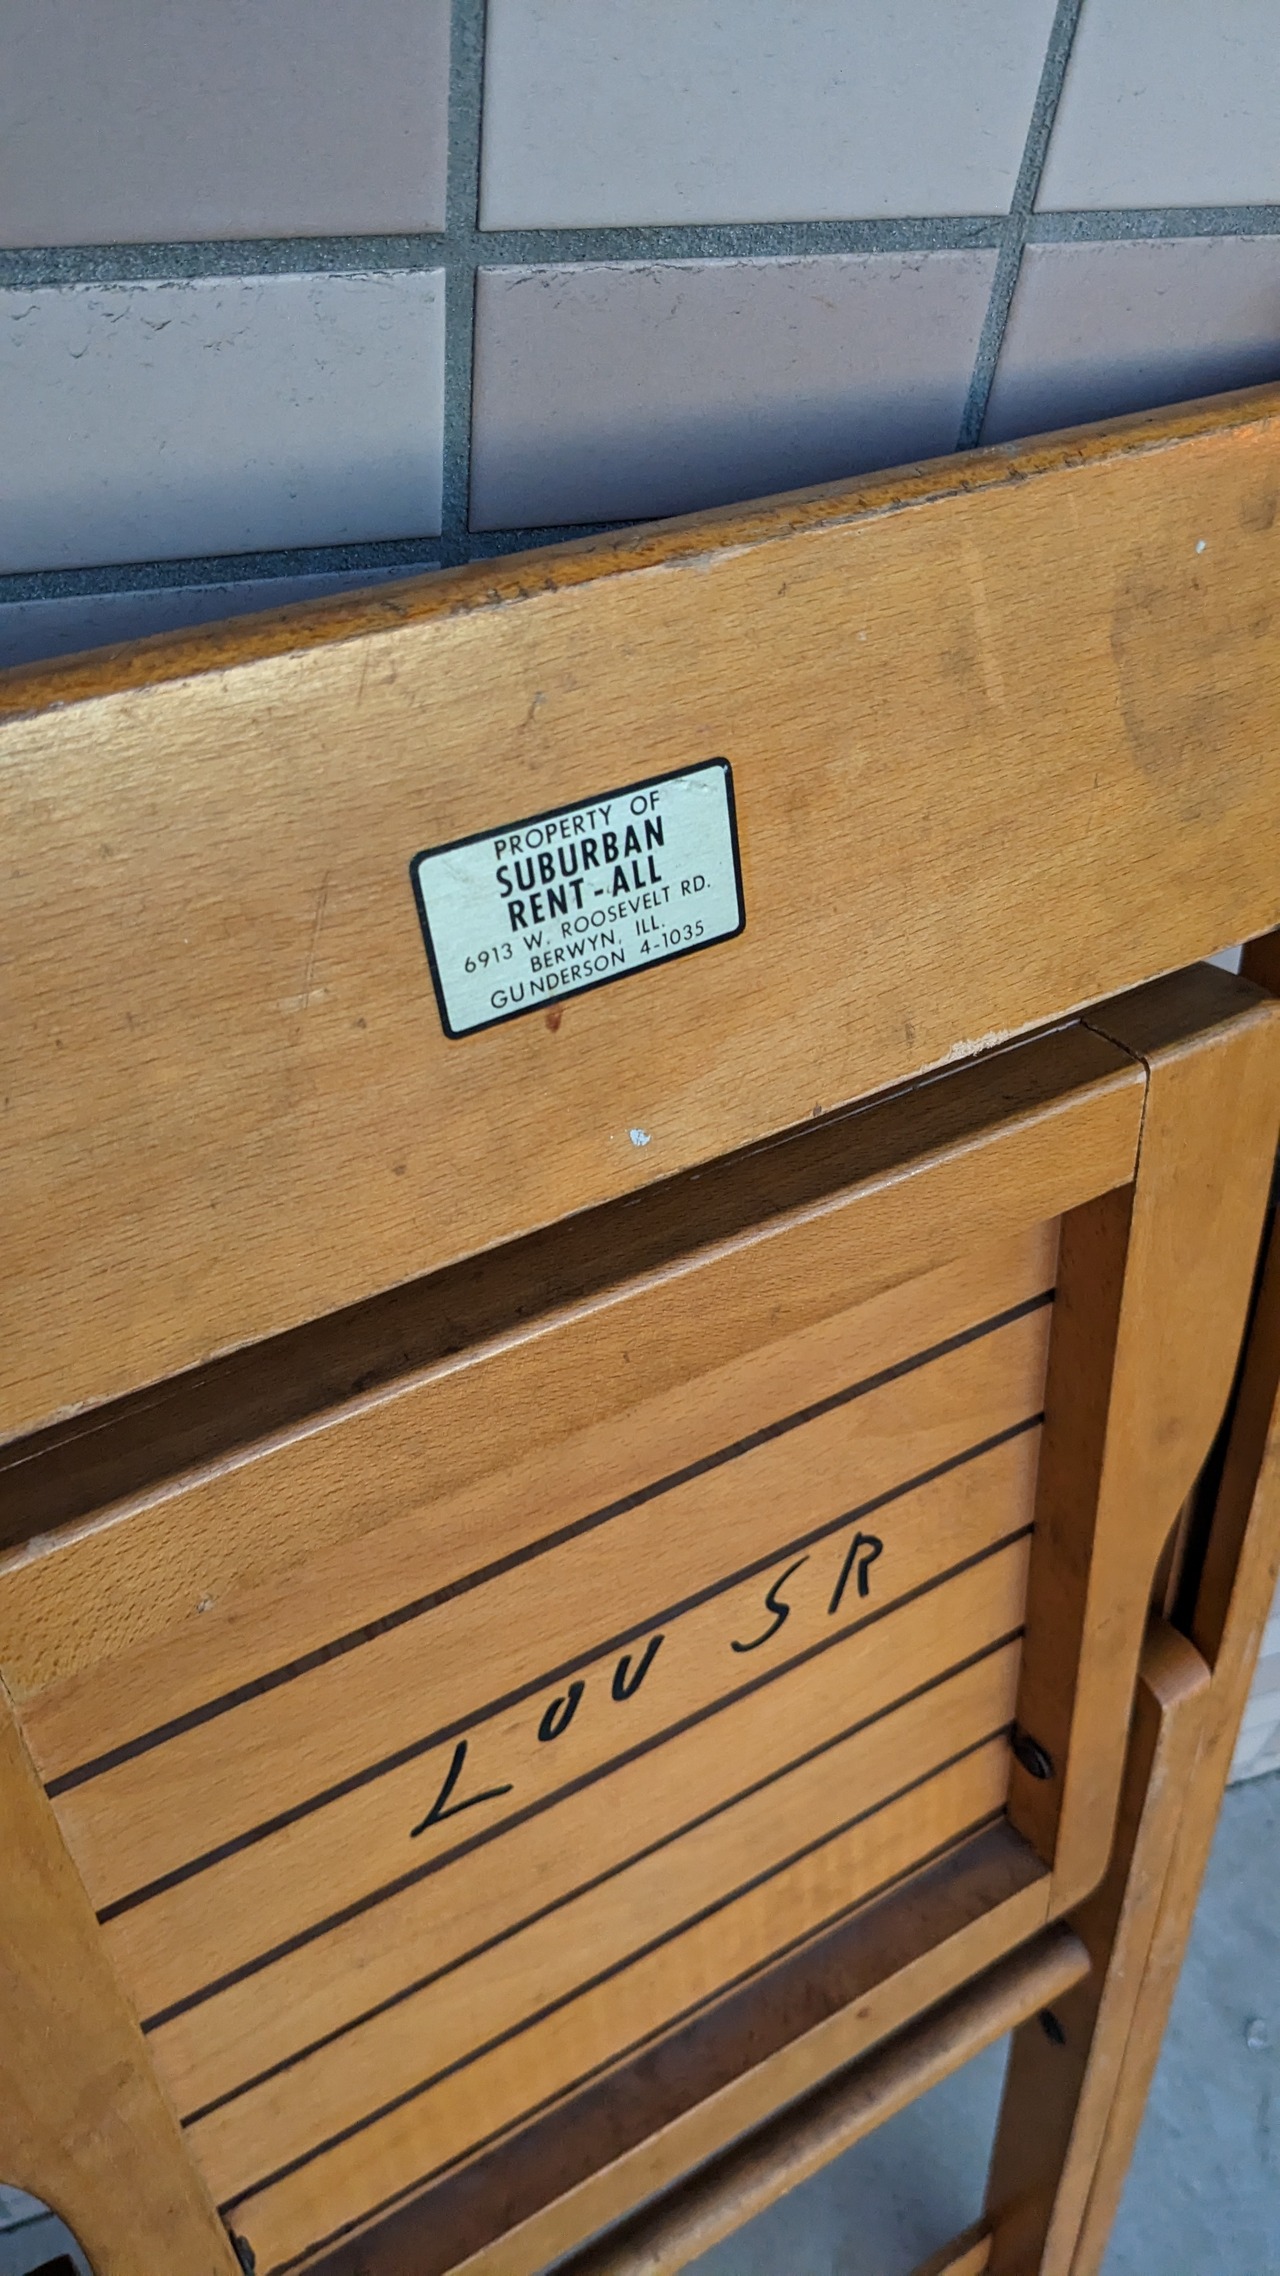 PROPERTY OF
SUBURBAN
RENT-ALL
6913 W. ROOSEVELT RD.
BERWYN, ILL.
GUNDERSON 4-1035
LOU SR